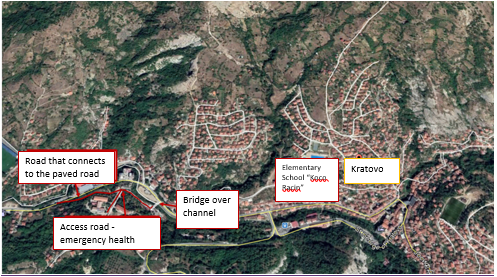 Road that connects
to the paved road
Elementary
School "Koco
Racin"
Kratovo
Bridge over
channel
Access road -
emergency health